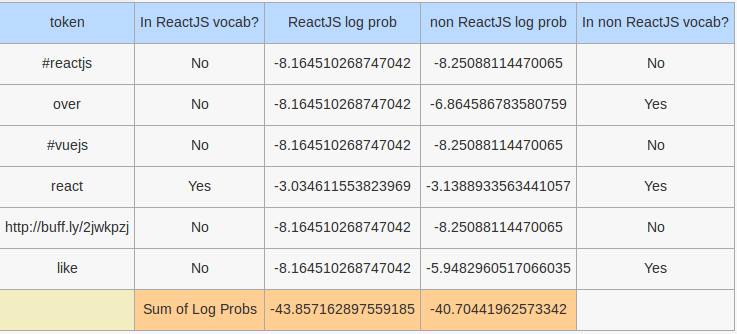 token In ReactJS vocab? ReactJS log prob non ReactJS log prob In non ReactJS vocab?
#reactjs No -8.164510268747042 -8.25088114470065 No
over No -8.164510268747042 -6.864586783580759 Yes
#vuejs No -8.164510268747042 -8.25088114470065 No
react Yes -3.034611553823969 -3.1388933563441057 Yes
http://buff.ly/2jwkpzj No -8.164510268747042 -8.25088114470065 No
like No -8.164510268747042 -5.9482960517066035 Yes
Sum of Log Probs -43.857162897559185 -40.70441962573342